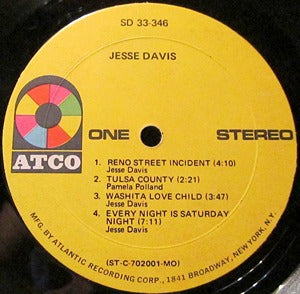 SD 33-346
JESSE DAVIS
ATCO
ONE
STEREO
1. RENO STREET INCIDENT (4:10)
Jesse Davis
2. TULSA COUNTY (2:21)
Pamela Polland
3. WASHITA LOVE CHILD (3:47)
Jesse Davis
4. EVERY NIGHT IS SATURDAY
NIGHT (7:11)
Jesse Davis
(ST-C-702001-MO)
MFG. BY ATLANTIC RECORDING CORP., 1841 BROADWAY, NEW YORK, N.Y.